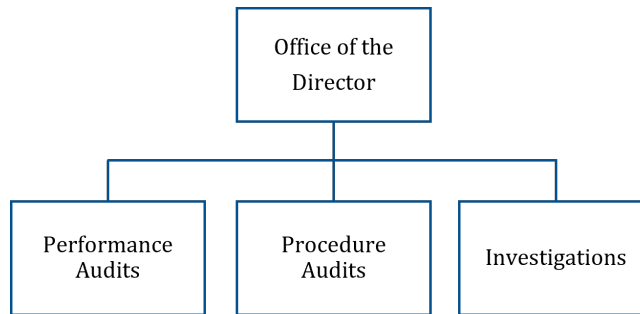 Office of the
Director
Performance
Audits
Procedure
Audits
Investigations